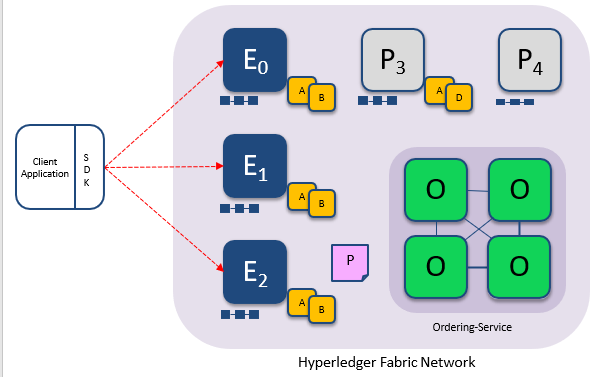 E0
A
B
P3
A
D
P4
Client
Application
S
D
K
E1
A
B
O
O
O
O
E2
A
B
P
Ordering-Service
Hyperledger Fabric Network